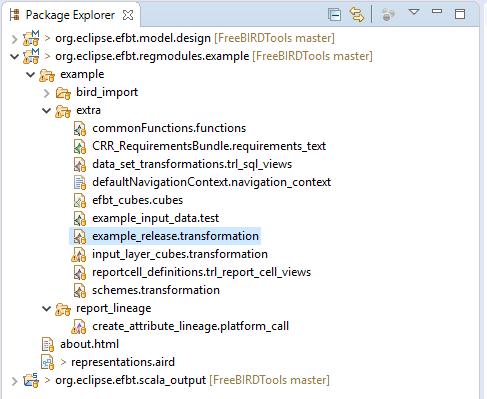 Package Explorer
> org.eclipse.efbt.model.design [FreeBIRDTools master]
> org.eclipse.efbt.regmodules.example [FreeBIRDTools master]
example
bird_import
extra
commonFunctions.functions
CRR_RequirementsBundle.requirements_text
data_set_transformations.trl_sql_views
defaultNavigationContext.navigation_context
efbt_cubes.cubes
example_input_data.test
example_release.transformation
input_layer_cubes.transformation
reportcell_definitions.trl_report_cell_views
schemes.transformation
report_lineage
create_attribute_lineage.platform_call
about.html
> representations.aird
> org.eclipse.efbt.scala_output [FreeBIRDTools master]